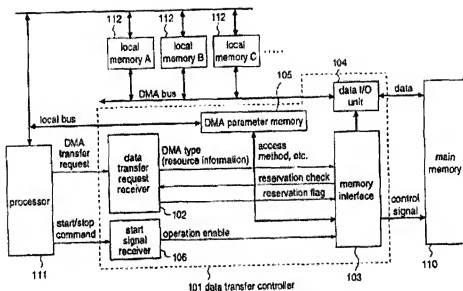 112
112
112
local memory A
local memory B
local memory C
......
105
104
DMA bus
data I/O unit
data
local bus
DMA parameter memory
DMA transfer request
DMA type (resource information)
access method, etc.
data transfer request receiver
reservation check
reservation flag
memory interface
main memory
processor
102
control signal
start/stop command
start signal receiver
operation enable
111
106
103
110
101 data transfer controller